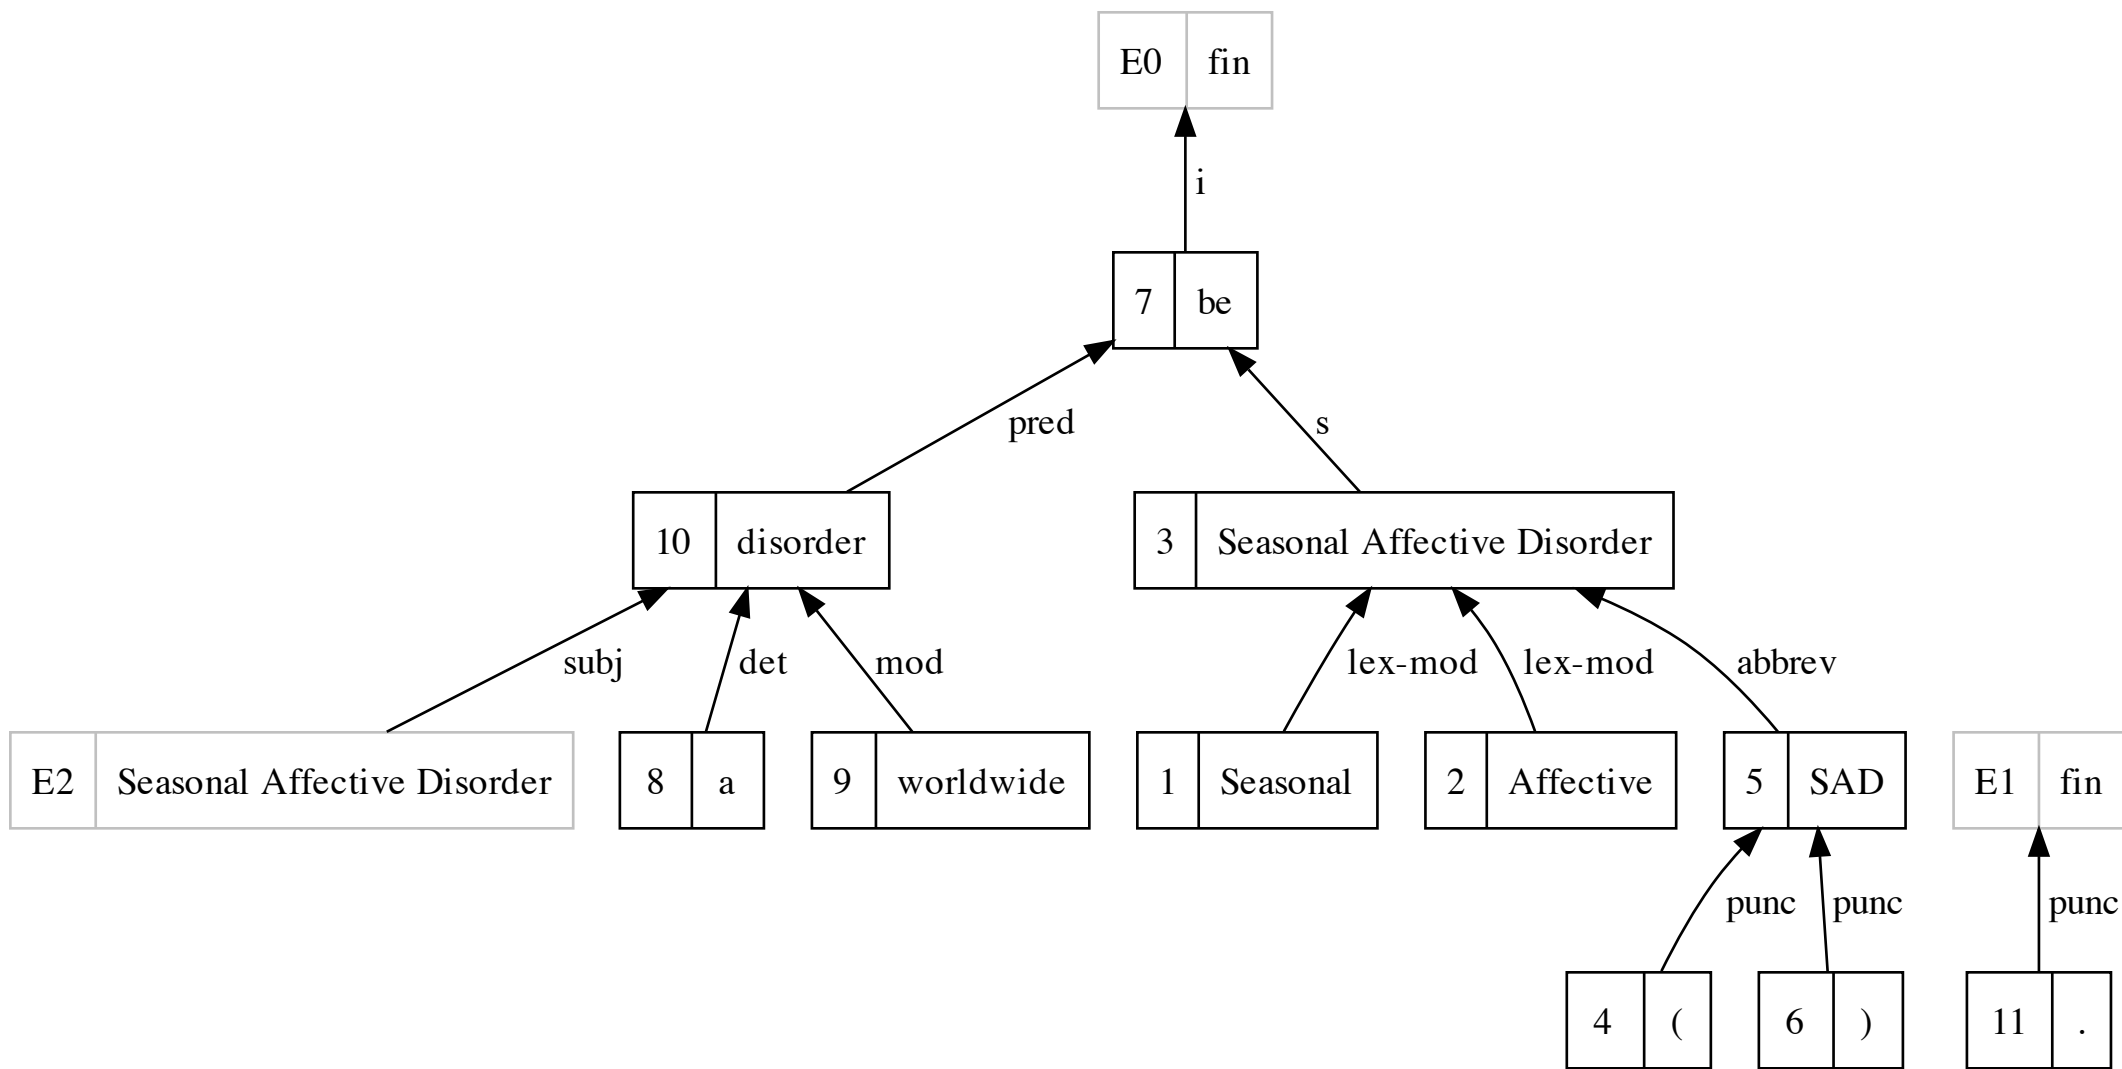 E0 fin
i
7 be
pred s
10 disorder 3 Seasonal Affective Disorder
subj det mod lex-mod lex-mod abbrev
E2 Seasonal Affective Disorder 8 a 9 worldwide 1 Seasonal 2 Affective 5 SAD E1 fin
punc punc punc
4 ( 6 ) 11 .